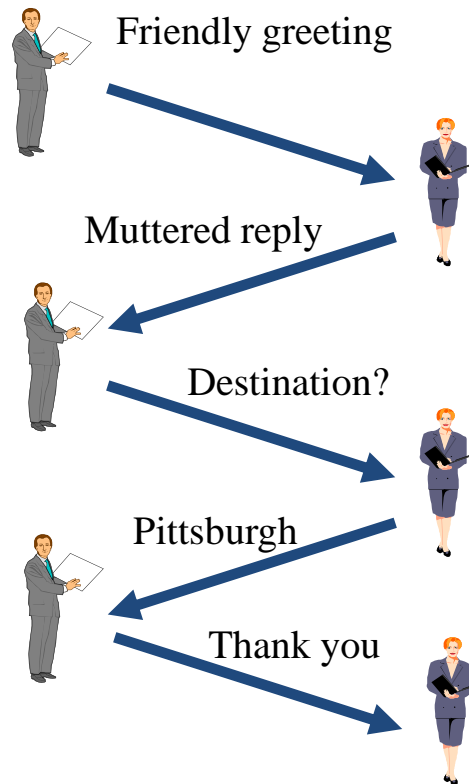 Friendly greeting
Muttered reply
Destination?
Pittsburgh
Thank you